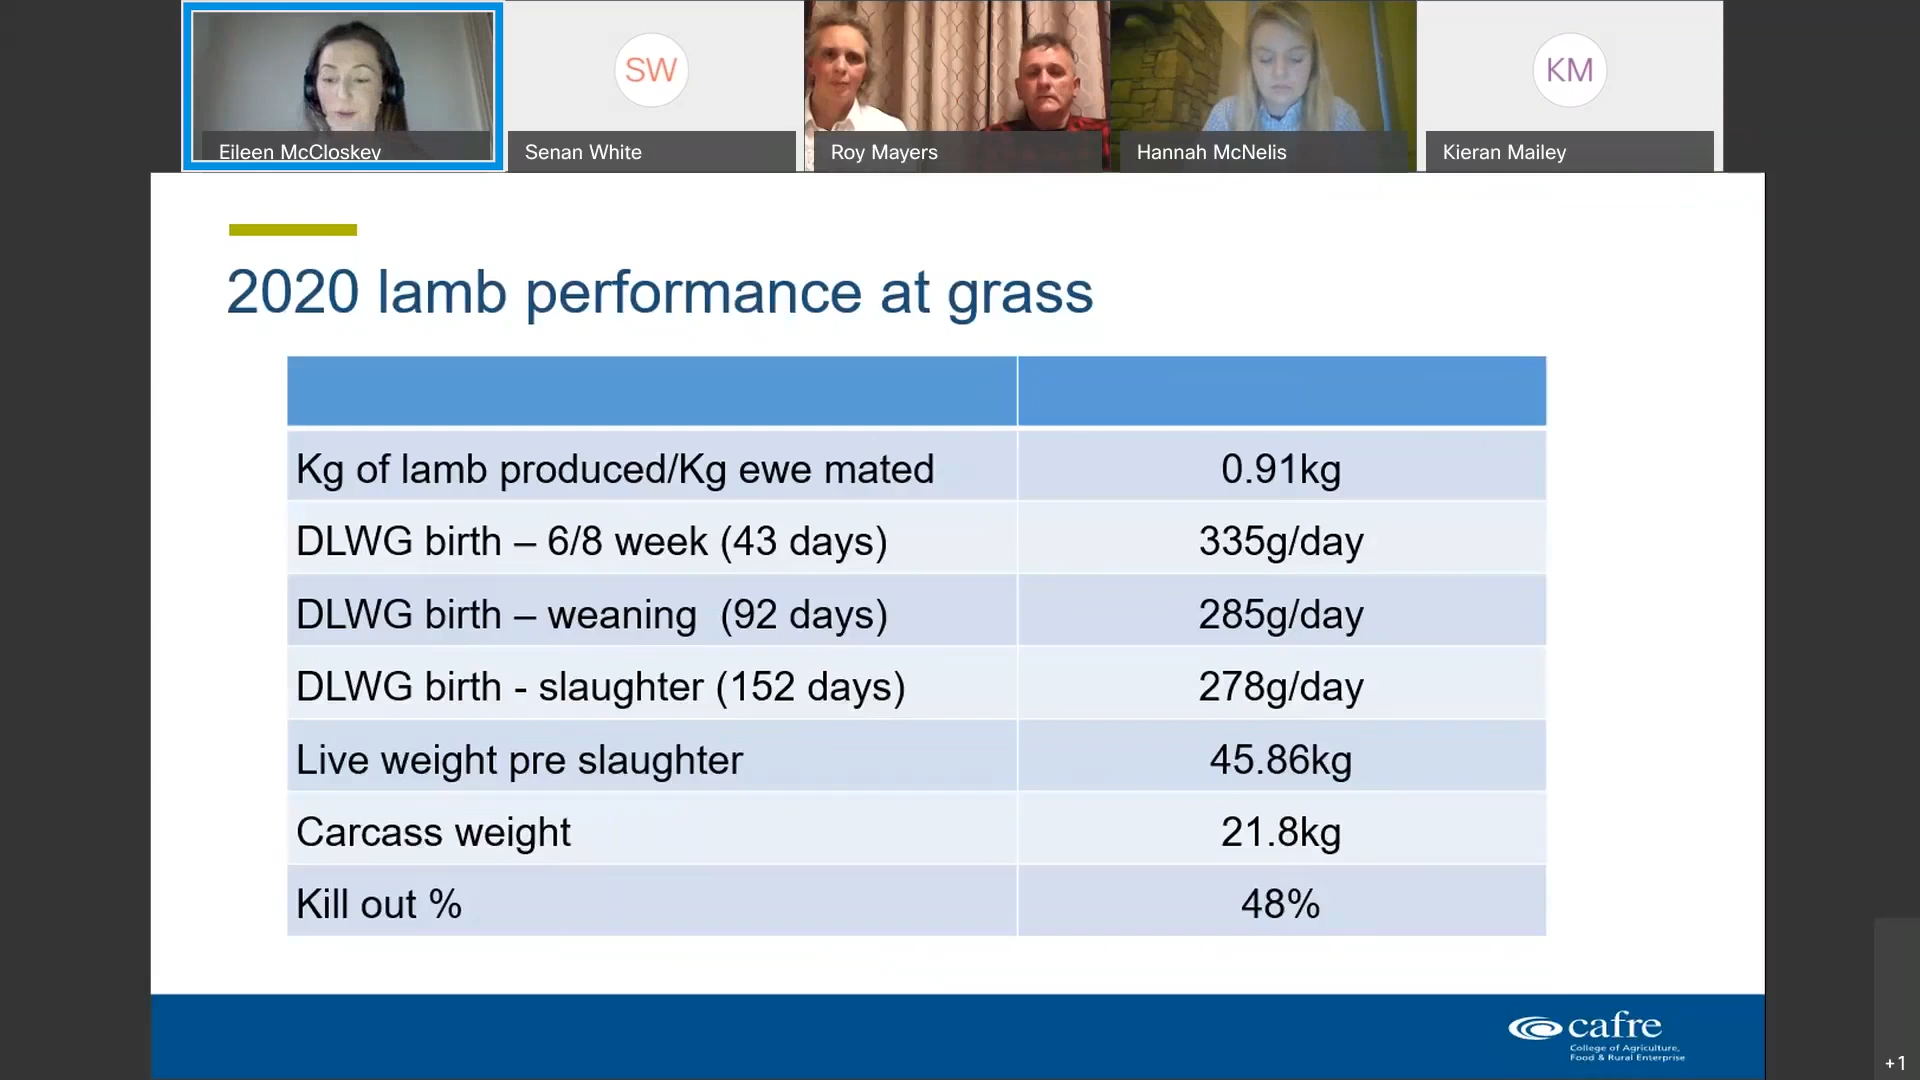 Eileen McCloskey
SW
Senan White
Roy Mayers
Hannah McNelis
KM
Kieran Mailey
2020 lamb performance at grass
Kg of lamb produced/Kg ewe mated 0.91kg
DLWG birth – 6/8 week (43 days) 335g/day
DLWG birth – weaning (92 days) 285g/day
DLWG birth - slaughter (152 days) 278g/day
Live weight pre slaughter 45.86kg
Carcass weight 21.8kg
Kill out % 48%
cafre
College of Agriculture,
Food & Rural Enterprise
+1